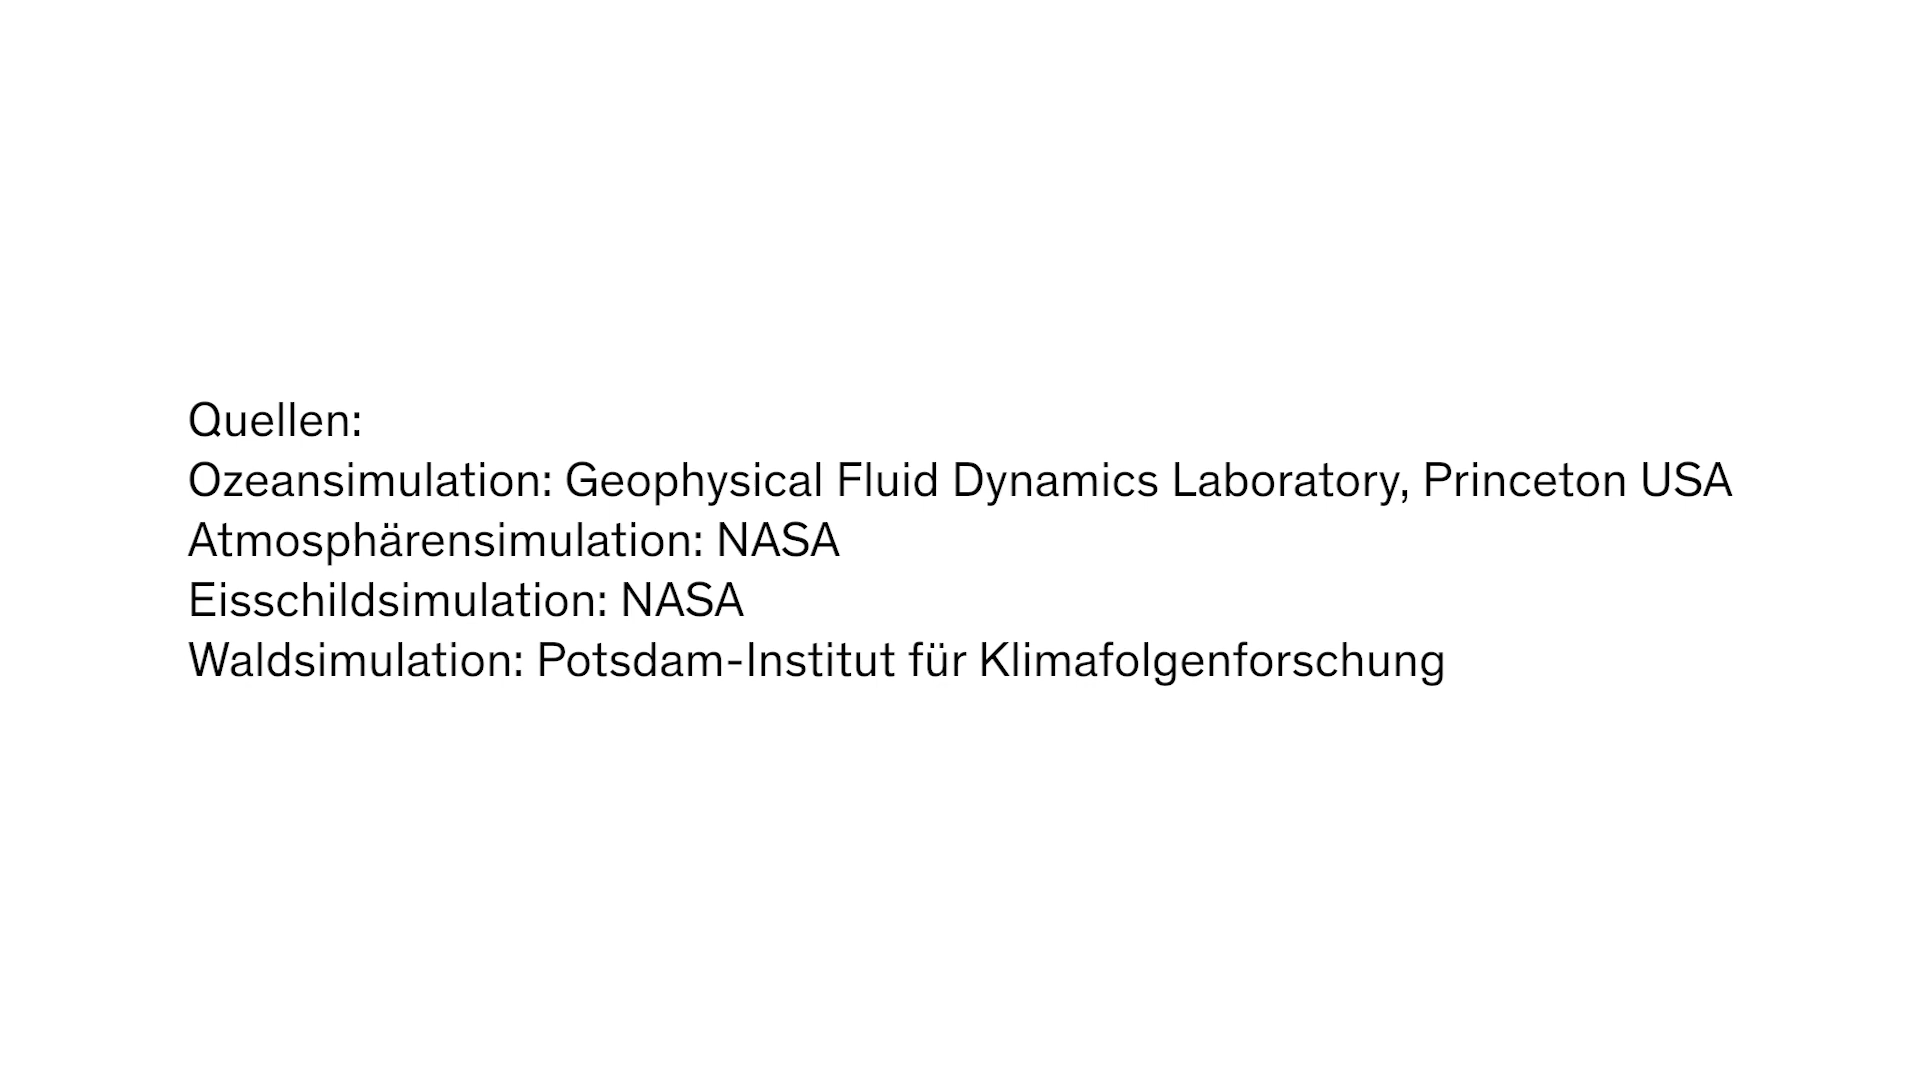 Quellen:
Ozeansimulation: Geophysical Fluid Dynamics Laboratory, Princeton USA
Atmosphärensimulation: NASA
Eisschildsimulation: NASA
Waldsimulation: Potsdam-Institut für Klimafolgenforschung